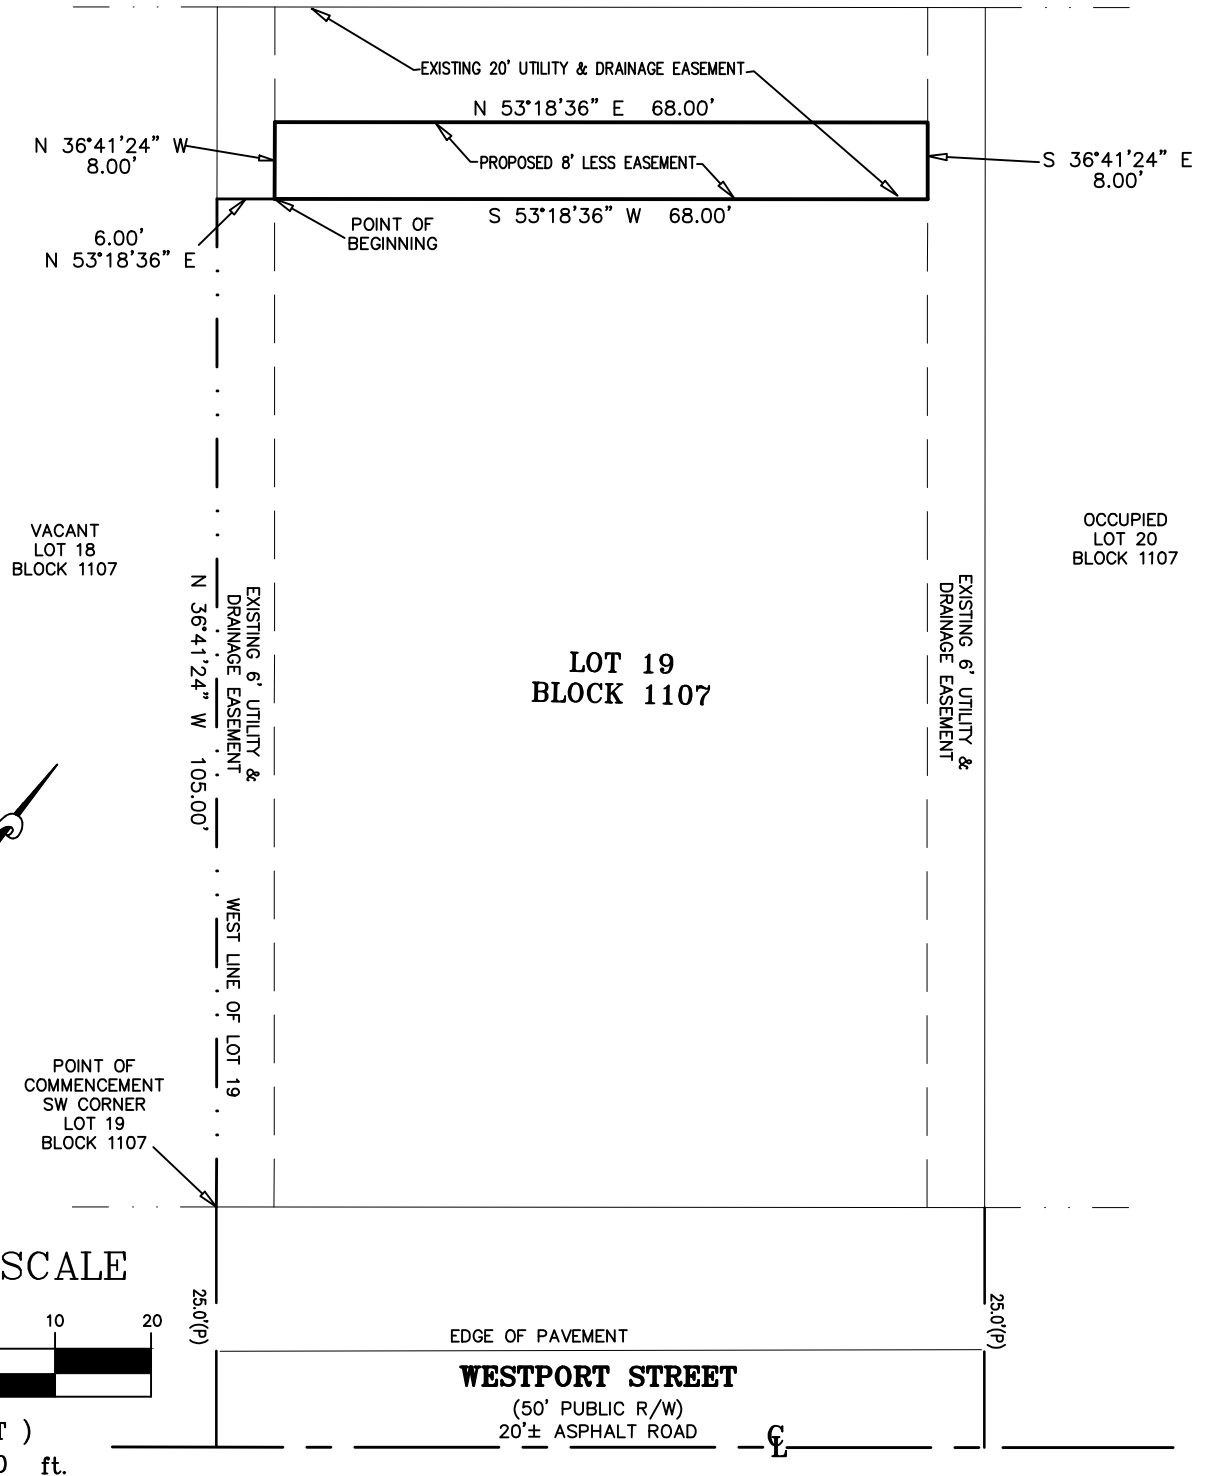 EXISTING 20' UTILITY & DRAINAGE EASEMENT
N 53°18'36" E 68.00'
N 36°41'24" W
8.00'
PROPOSED 8' LESS EASEMENT
S 36°41'24" E
8.00'
S 53°18'36" W 68.00'
POINT OF
BEGINNING
6.00'
N 53°18'36" E
VACANT
LOT 18
BLOCK 1107
OCCUPIED
LOT 20
BLOCK 1107
N 36°41'24" W 105.00'
EXISTING 6' UTILITY &
DRAINAGE EASEMENT
LOT 19
BLOCK 1107
EXISTING 6' UTILITY &
DRAINAGE EASEMENT
WEST LINE OF LOT 19
POINT OF
COMMENCEMENT
SW CORNER
LOT 19
BLOCK 1107
SCALE
10 20
T )
0 ft.
25.0'(P)
25.0'(P)
EDGE OF PAVEMENT
WESTPORT STREET
(50' PUBLIC R/W)
20'± ASPHALT ROAD
℄